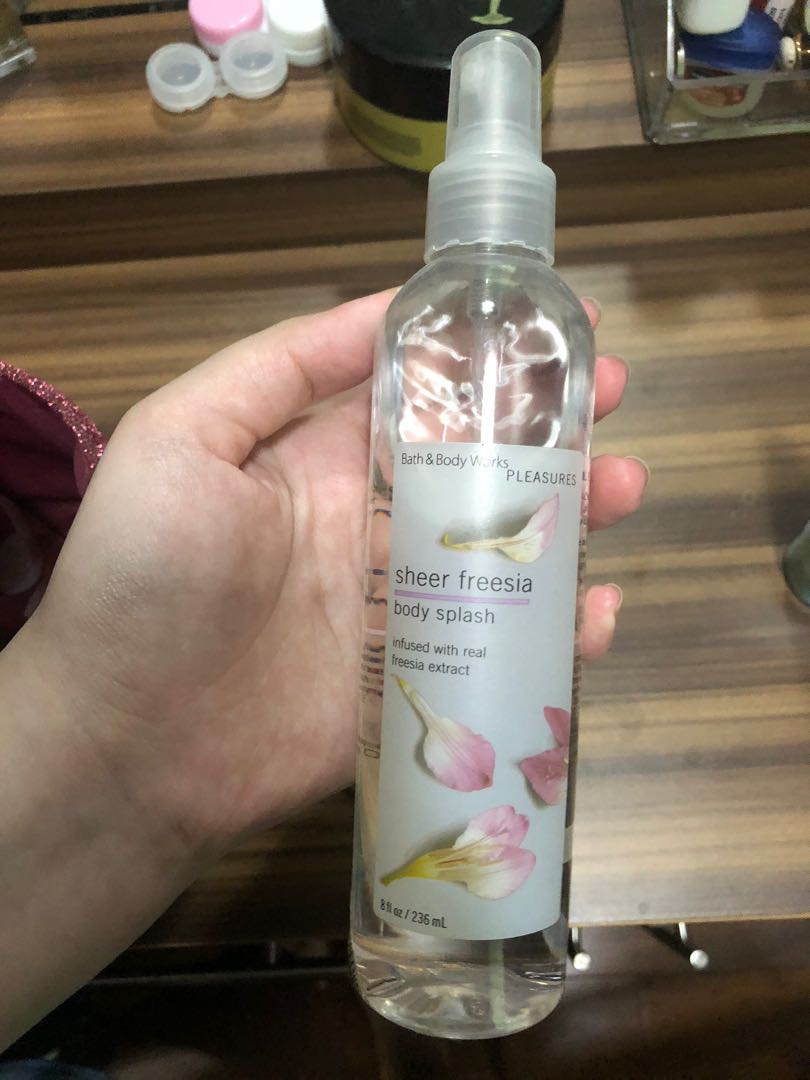 Bath & Body Works
PLEASURES
sheer freesia
body splash
infused with real
freesia extract
8 fl oz / 236 mL